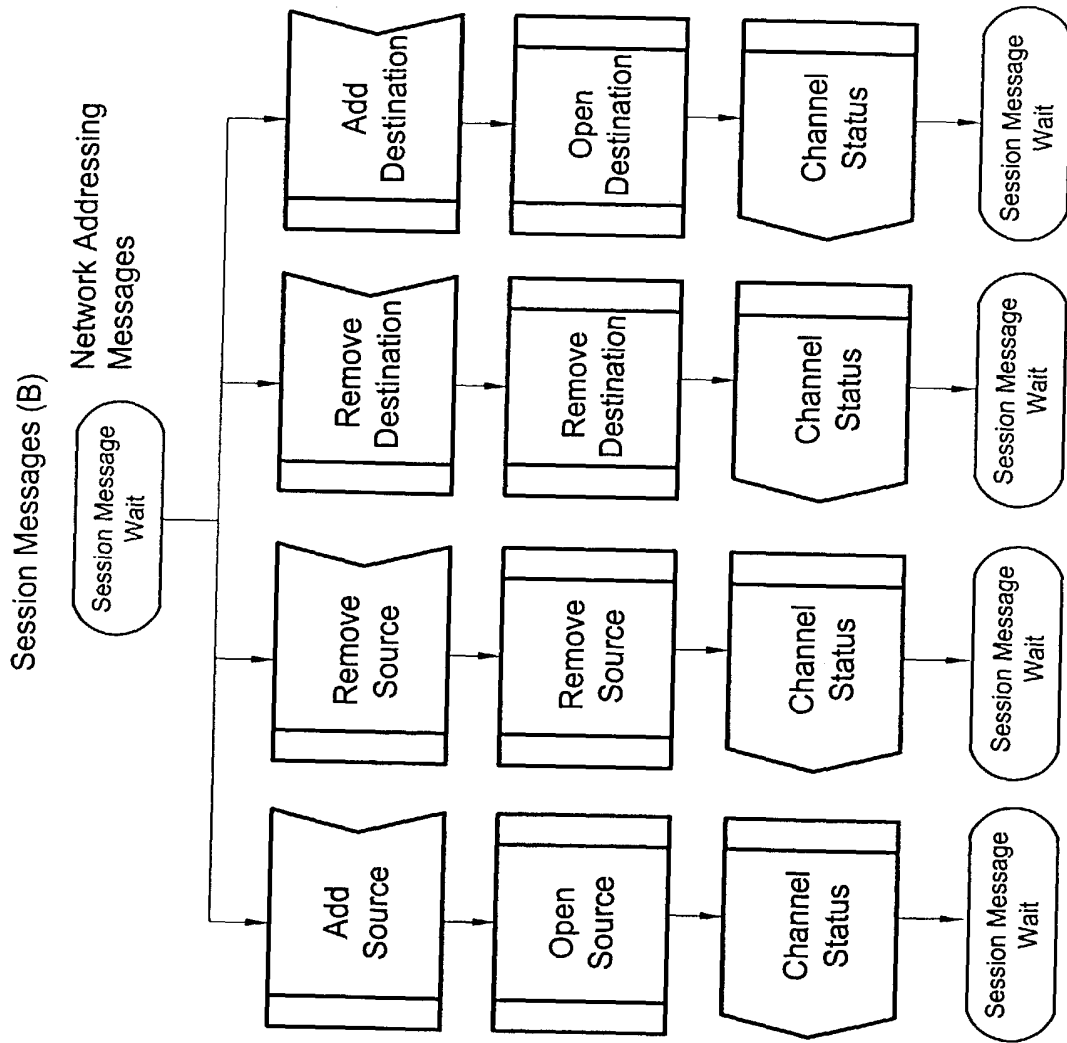 Session Messages (B)
Network Addressing
Messages
Session Message
Wait
Add
Source
Remove
Source
Remove
Destination
Add
Destination
Open
Source
Remove
Source
Remove
Destination
Open
Destination
Channel
Status
Channel
Status
Channel
Status
Channel
Status
Session Message
Wait
Session Message
Wait
Session Message
Wait
Session Message
Wait